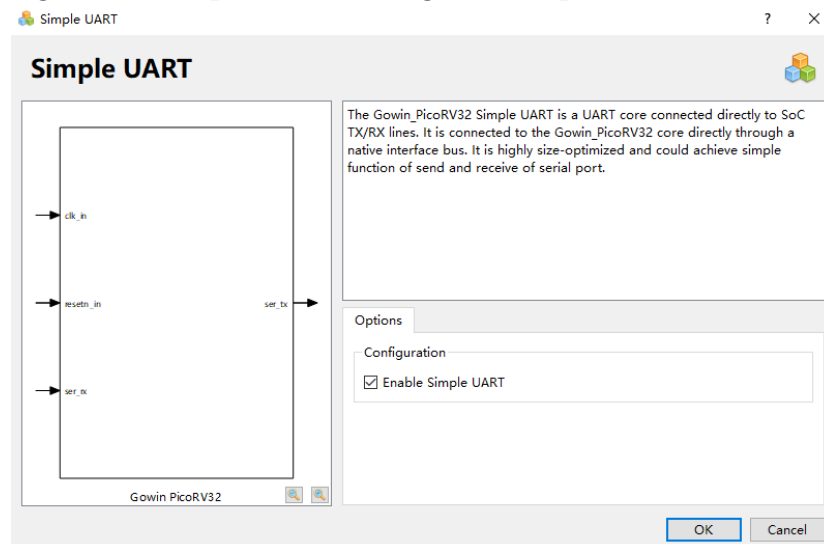 Simple UART
?
Simple UART
The Gowin_PicoRV32 Simple UART is a UART core connected directly to SoC
TX/RX lines. It is connected to the Gowin_PicoRV32 core directly through a
native interface bus. It is highly size-optimized and could achieve simple
function of send and receive of serial port.
clk_in
resetn_in
ser_tx
ser_rx
Gowin PicoRV32
Options
Configuration
Enable Simple UART
OK
Cancel